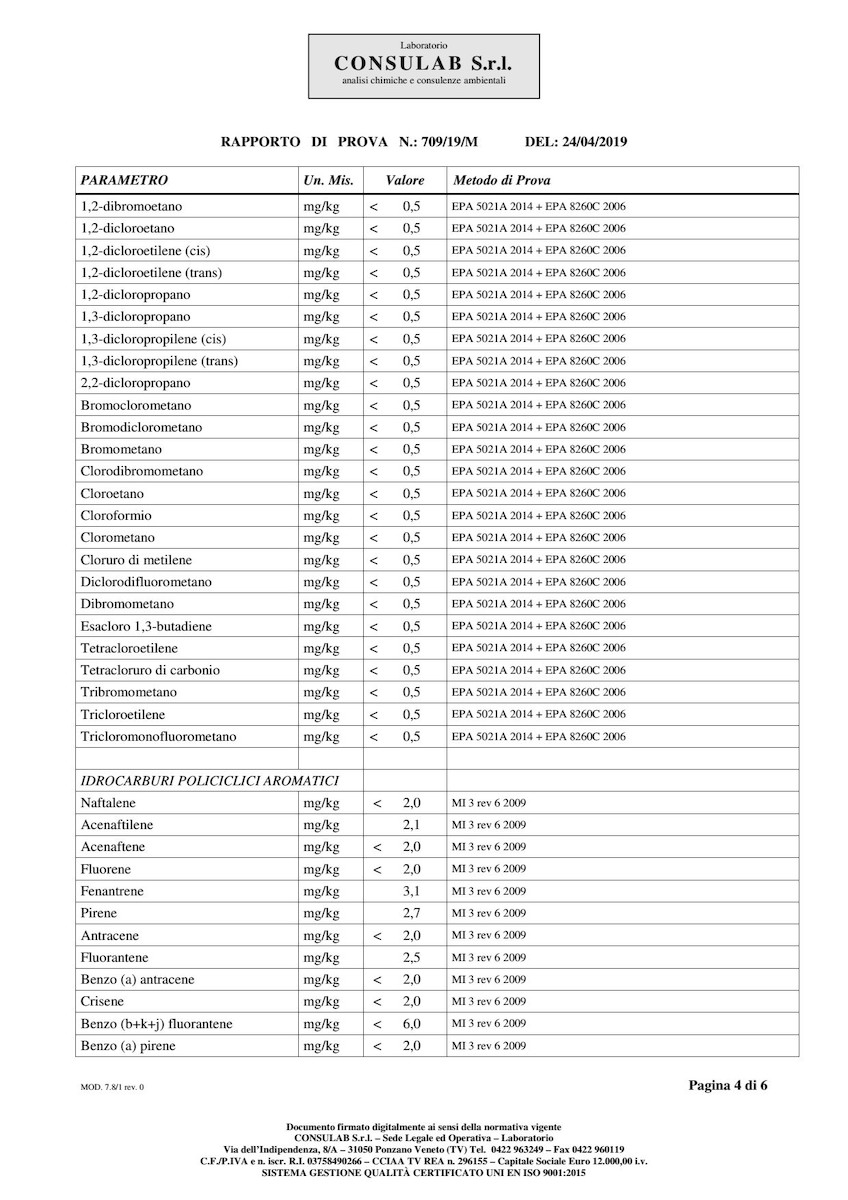 Laboratorio
CONSULAB S.r.l.
analisi chimiche e consulenze ambientali
RAPPORTO DI PROVA N.: 709/19/M DEL: 24/04/2019
PARAMETRO Un. Mis. Valore Metodo di Prova
1,2-dibromoetano mg/kg < 0,5 EPA 5021A 2014 + EPA 8260C 2006
1,2-dicloroetano mg/kg < 0,5 EPA 5021A 2014 + EPA 8260C 2006
1,2-dicloroetilene (cis) mg/kg < 0,5 EPA 5021A 2014 + EPA 8260C 2006
1,2-dicloroetilene (trans) mg/kg < 0,5 EPA 5021A 2014 + EPA 8260C 2006
1,2-dicloropropano mg/kg < 0,5 EPA 5021A 2014 + EPA 8260C 2006
1,3-dicloropropano mg/kg < 0,5 EPA 5021A 2014 + EPA 8260C 2006
1,3-dicloropropilene (cis) mg/kg < 0,5 EPA 5021A 2014 + EPA 8260C 2006
1,3-dicloropropilene (trans) mg/kg < 0,5 EPA 5021A 2014 + EPA 8260C 2006
2,2-dicloropropano mg/kg < 0,5 EPA 5021A 2014 + EPA 8260C 2006
Bromoclorometano mg/kg < 0,5 EPA 5021A 2014 + EPA 8260C 2006
Bromodiclorometano mg/kg < 0,5 EPA 5021A 2014 + EPA 8260C 2006
Bromometano mg/kg < 0,5 EPA 5021A 2014 + EPA 8260C 2006
Clorodibromometano mg/kg < 0,5 EPA 5021A 2014 + EPA 8260C 2006
Cloroetano mg/kg < 0,5 EPA 5021A 2014 + EPA 8260C 2006
Cloroformio mg/kg < 0,5 EPA 5021A 2014 + EPA 8260C 2006
Clorometano mg/kg < 0,5 EPA 5021A 2014 + EPA 8260C 2006
Cloruro di metilene mg/kg < 0,5 EPA 5021A 2014 + EPA 8260C 2006
Diclorodifluorometano mg/kg < 0,5 EPA 5021A 2014 + EPA 8260C 2006
Dibromometano mg/kg < 0,5 EPA 5021A 2014 + EPA 8260C 2006
Esacloro 1,3-butadiene mg/kg < 0,5 EPA 5021A 2014 + EPA 8260C 2006
Tetracloroetilene mg/kg < 0,5 EPA 5021A 2014 + EPA 8260C 2006
Tetracloruro di carbonio mg/kg < 0,5 EPA 5021A 2014 + EPA 8260C 2006
Tribromometano mg/kg < 0,5 EPA 5021A 2014 + EPA 8260C 2006
Tricloroetilene mg/kg < 0,5 EPA 5021A 2014 + EPA 8260C 2006
Tricloromonofluorometano mg/kg < 0,5 EPA 5021A 2014 + EPA 8260C 2006
IDROCARBURI POLICICLICI AROMATICI
Naftalene mg/kg < 2,0 MI 3 rev 6 2009
Acenaftilene mg/kg 2,1 MI 3 rev 6 2009
Acenaftene mg/kg < 2,0 MI 3 rev 6 2009
Fluorene mg/kg < 2,0 MI 3 rev 6 2009
Fenantrene mg/kg 3,1 MI 3 rev 6 2009
Pirene mg/kg 2,7 MI 3 rev 6 2009
Antracene mg/kg < 2,0 MI 3 rev 6 2009
Fluorantene mg/kg 2,5 MI 3 rev 6 2009
Benzo (a) antracene mg/kg < 2,0 MI 3 rev 6 2009
Crisene mg/kg < 2,0 MI 3 rev 6 2009
Benzo (b+k+j) fluorantene mg/kg < 6,0 MI 3 rev 6 2009
Benzo (a) pirene mg/kg < 2,0 MI 3 rev 6 2009
MOD. 7.8/1 rev. 0 Pagina 4 di 6
Documento firmato digitalmente ai sensi della normativa vigente
CONSULAB S.r.l. – Sede Legale ed Operativa – Laboratorio
Via dell'Indipendenza, 8/A – 31050 Ponzano Veneto (TV) Tel. 0422 963249 – Fax 0422 960119
C.F./P.IVA e n. iscr. R.I. 03758490266 – CCIAA TV REA n. 296155 – Capitale Sociale Euro 12.000,00 i.v.
SISTEMA GESTIONE QUALITÀ CERTIFICATO UNI EN ISO 9001:2015